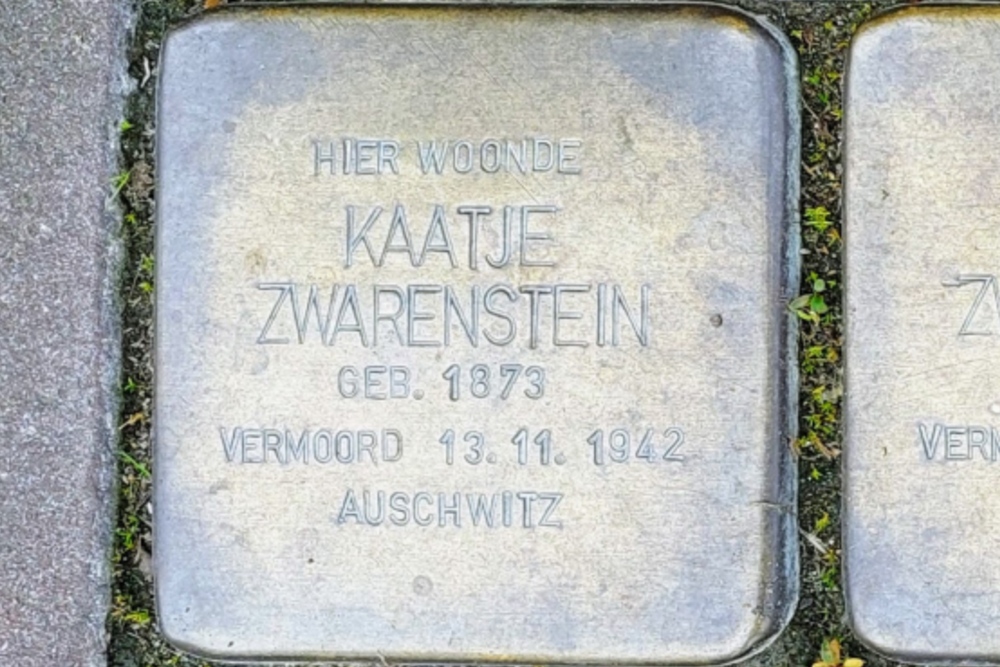 HIER WOONDE
KAATJE
ZWARENSTEIN
GEB. 1873
VERMOORD 13.11.1942
AUSCHWITZ